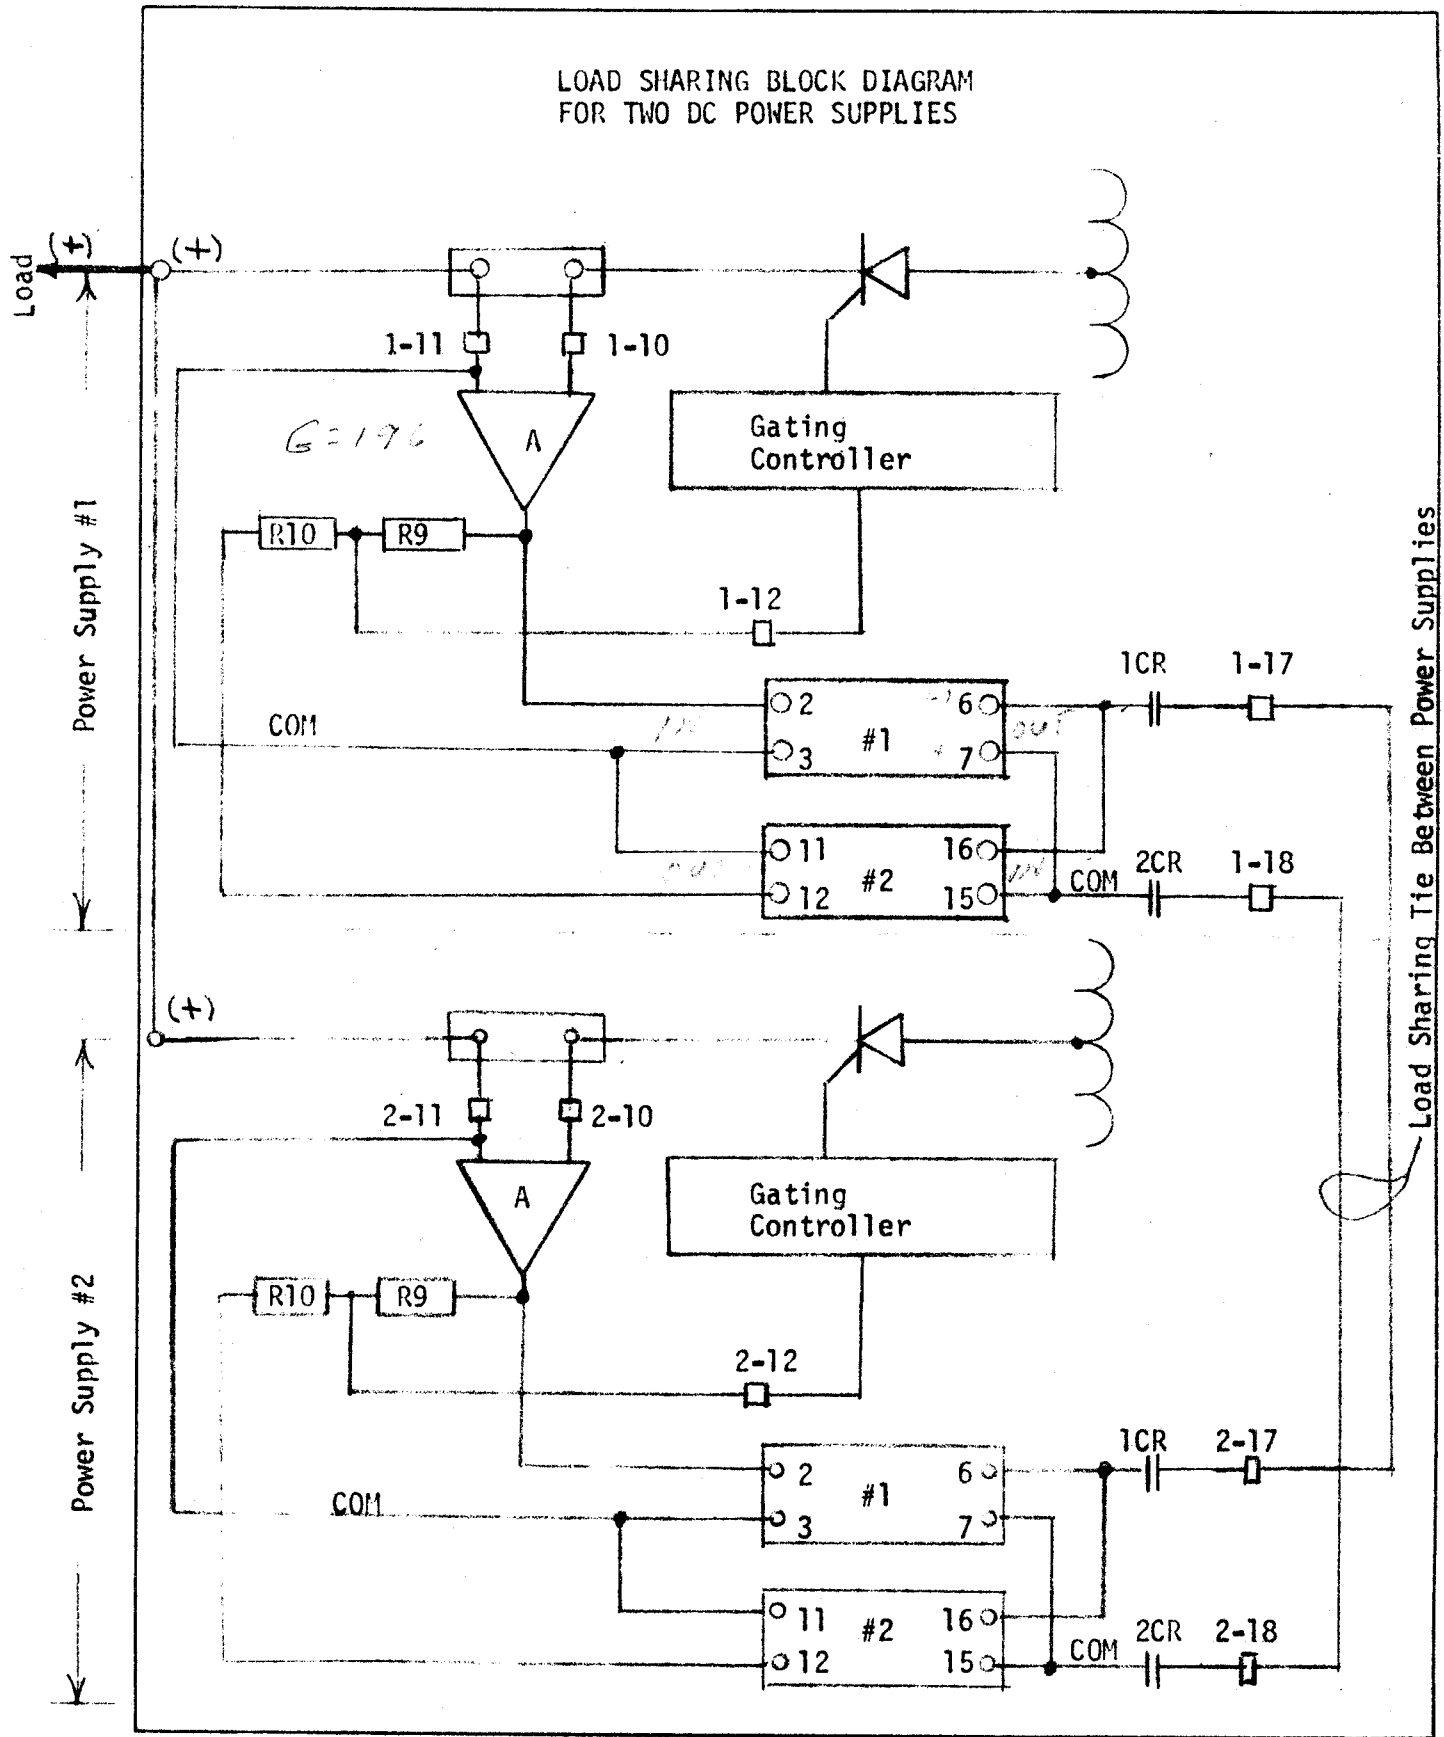 LOAD SHARING BLOCK DIAGRAM
FOR TWO DC POWER SUPPLIES
Load
(+)
(+)
1-11
1-10
G=196
A
Gating
Controller
R10
R9
1-12
Power Supply #1
COM
IN
2
3
#1
6
7
OUT
1CR
1-17
OUT
11
12
#2
16
15
IN
COM
2CR
1-18
Load Sharing Tie Between Power Supplies
(+)
2-11
2-10
A
Gating
Controller
R10
R9
2-12
Power Supply #2
COM
2
3
#1
6
7
1CR
2-17
11
12
#2
16
15
COM
2CR
2-18